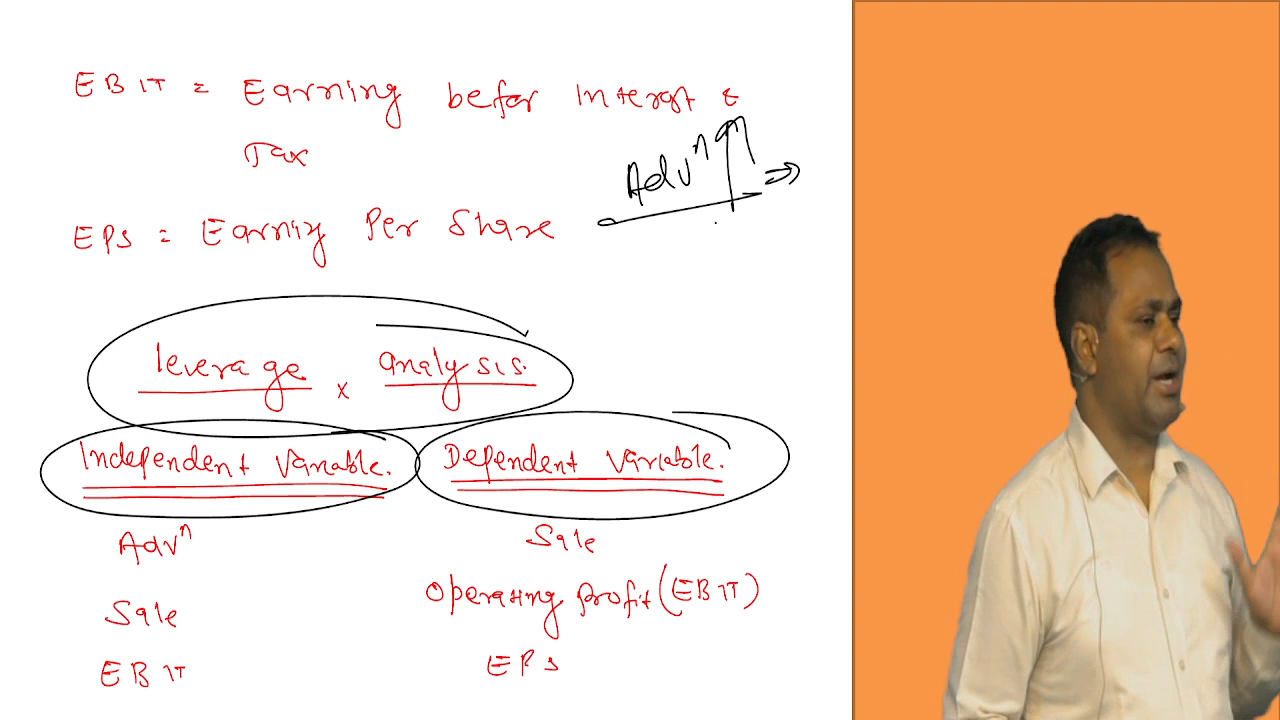 EBIT = Earning befor Interest &
Tax
Advⁿ ↑ ⇒
EPS = Earning Per Share
leverage x analysis.
Independent Variable. Dependent Variable.
Advⁿ Sale
Sale Operating Profit (EBIT)
EBIT EPS